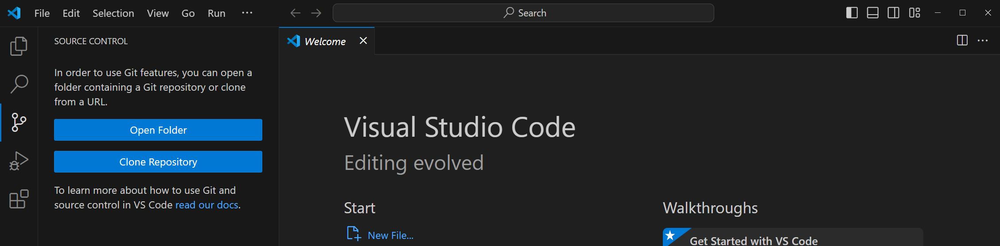 File Edit Selection View Go Run ···
Search
SOURCE CONTROL
In order to use Git features, you can open a
folder containing a Git repository or clone
from a URL.
Open Folder
Clone Repository
To learn more about how to use Git and
source control in VS Code read our docs.
Welcome
Visual Studio Code
Editing evolved
Start
New File...
Walkthroughs
Get Started with VS Code